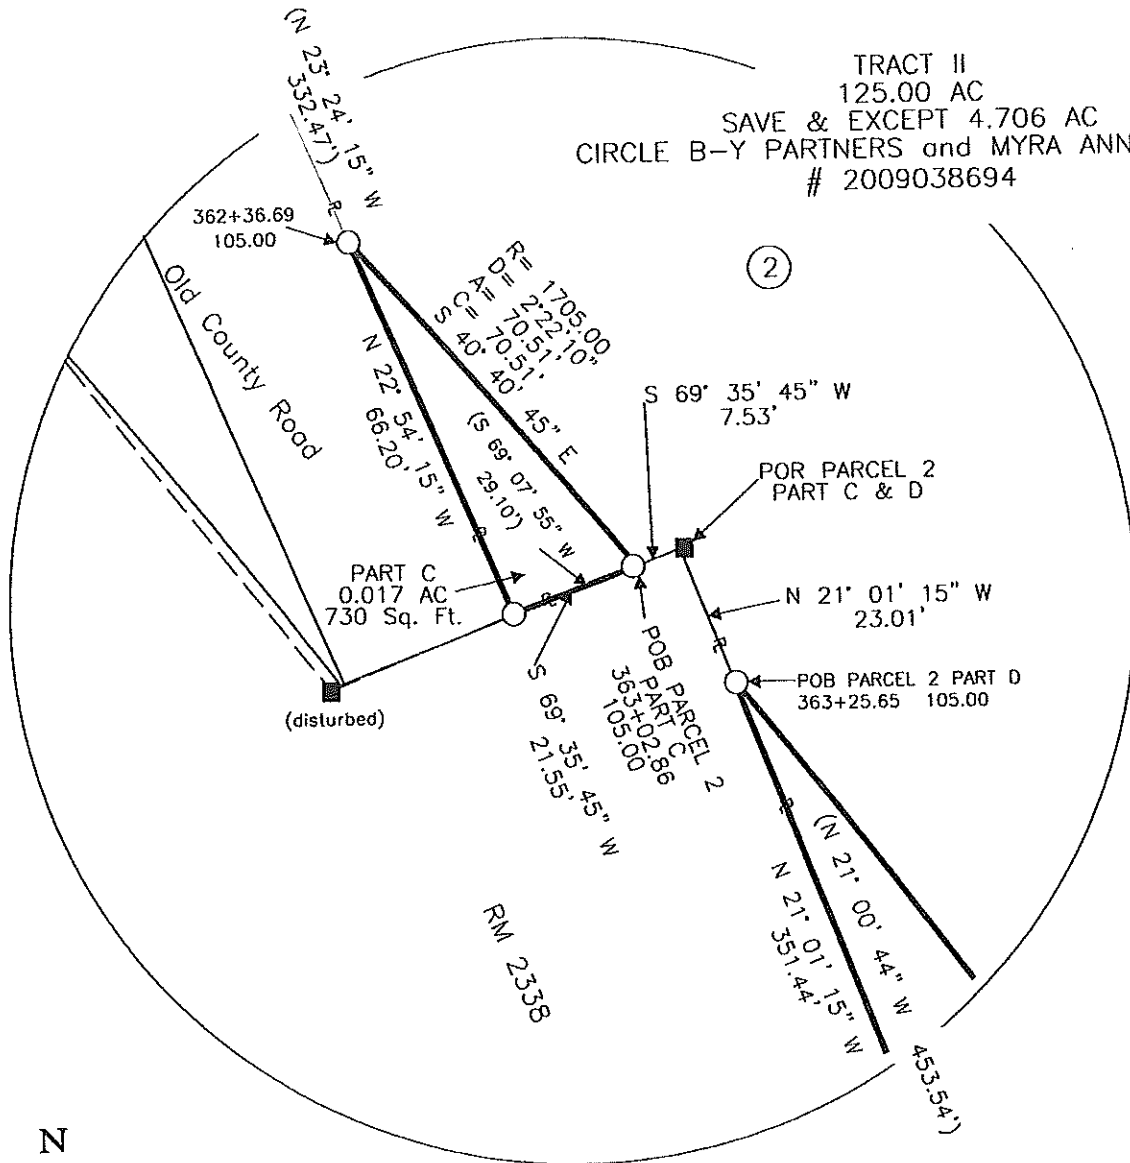 (N 23° 24' 15" W
332.47')
TRACT II
125.00 AC
SAVE & EXCEPT 4.706 AC
CIRCLE B-Y PARTNERS and MYRA ANN
# 2009038694
362+36.69
105.00
2
Old County Road
R= 1705.00
D= 2°22'10"
A= 70.51'
C= 70.51'
S 40° 40' 45" E
N 22° 54' 15" W
66.20'
(S 69° 07' 55" W
29.10')
S 69° 35' 45" W
7.53'
POR PARCEL 2
PART C & D
PART C
0.017 AC
730 Sq. Ft.
N 21° 01' 15" W
23.01'
POB PARCEL 2
PART C
363+02.86
105.00
POB PARCEL 2 PART D
363+25.65 105.00
(disturbed)
S 69° 35' 45" W
21.55'
(N 21° 00' 44" W 453.54')
N 21° 01' 15" W
351.44'
RM 2338
N